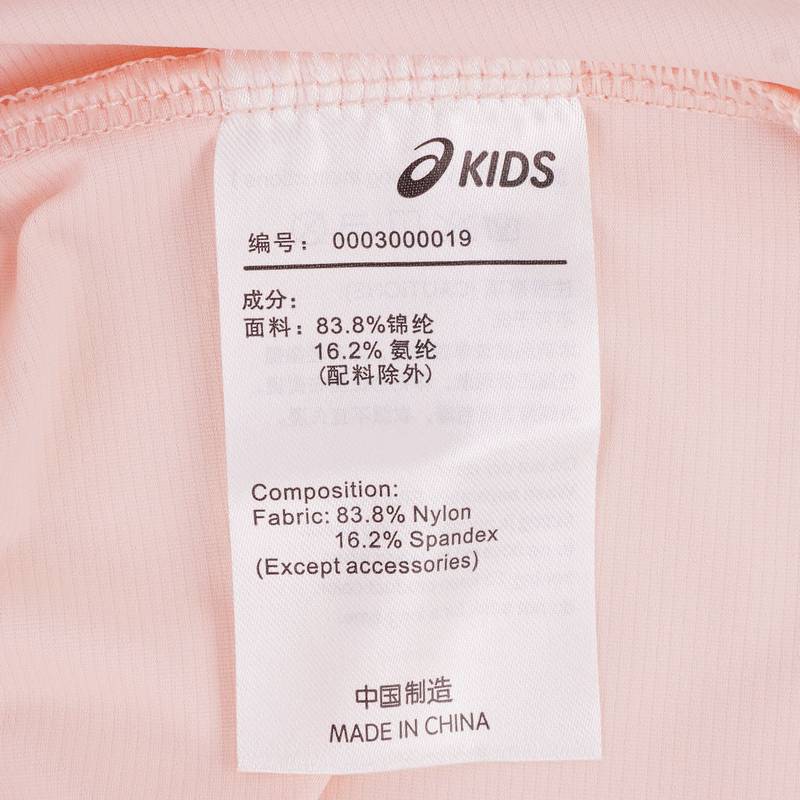 KIDS
编号： 0003000019
成分：
面料：83.8%锦纶
16.2% 氨纶
(配料除外)
Composition:
Fabric: 83.8% Nylon
16.2% Spandex
(Except accessories)
中国制造
MADE IN CHINA